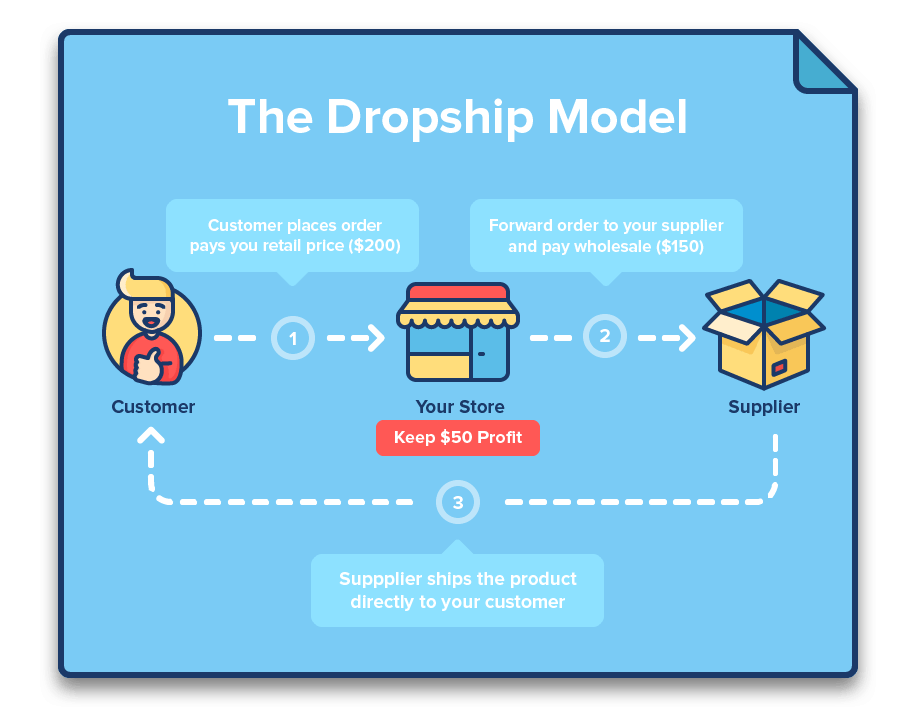 The Dropship Model
Customer places order
pays you retail price ($200)
Forward order to your supplier
and pay wholesale ($150)
1
2
Customer
Your Store
Supplier
Keep $50 Profit
3
Suppplier ships the product
directly to your customer